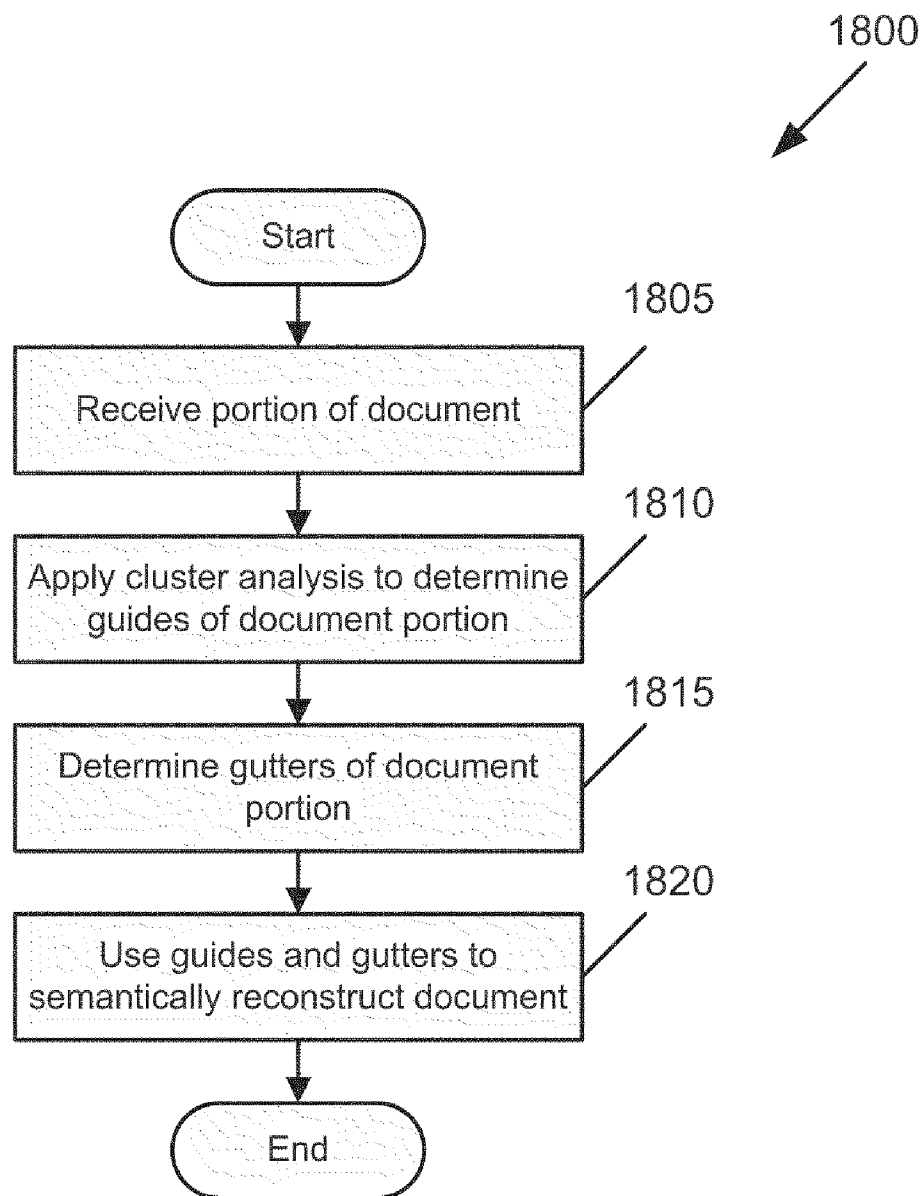 1800
Start
1805
Receive portion of document
1810
Apply cluster analysis to determine
guides of document portion
1815
Determine gutters of document
portion
1820
Use guides and gutters to
semantically reconstruct document
End